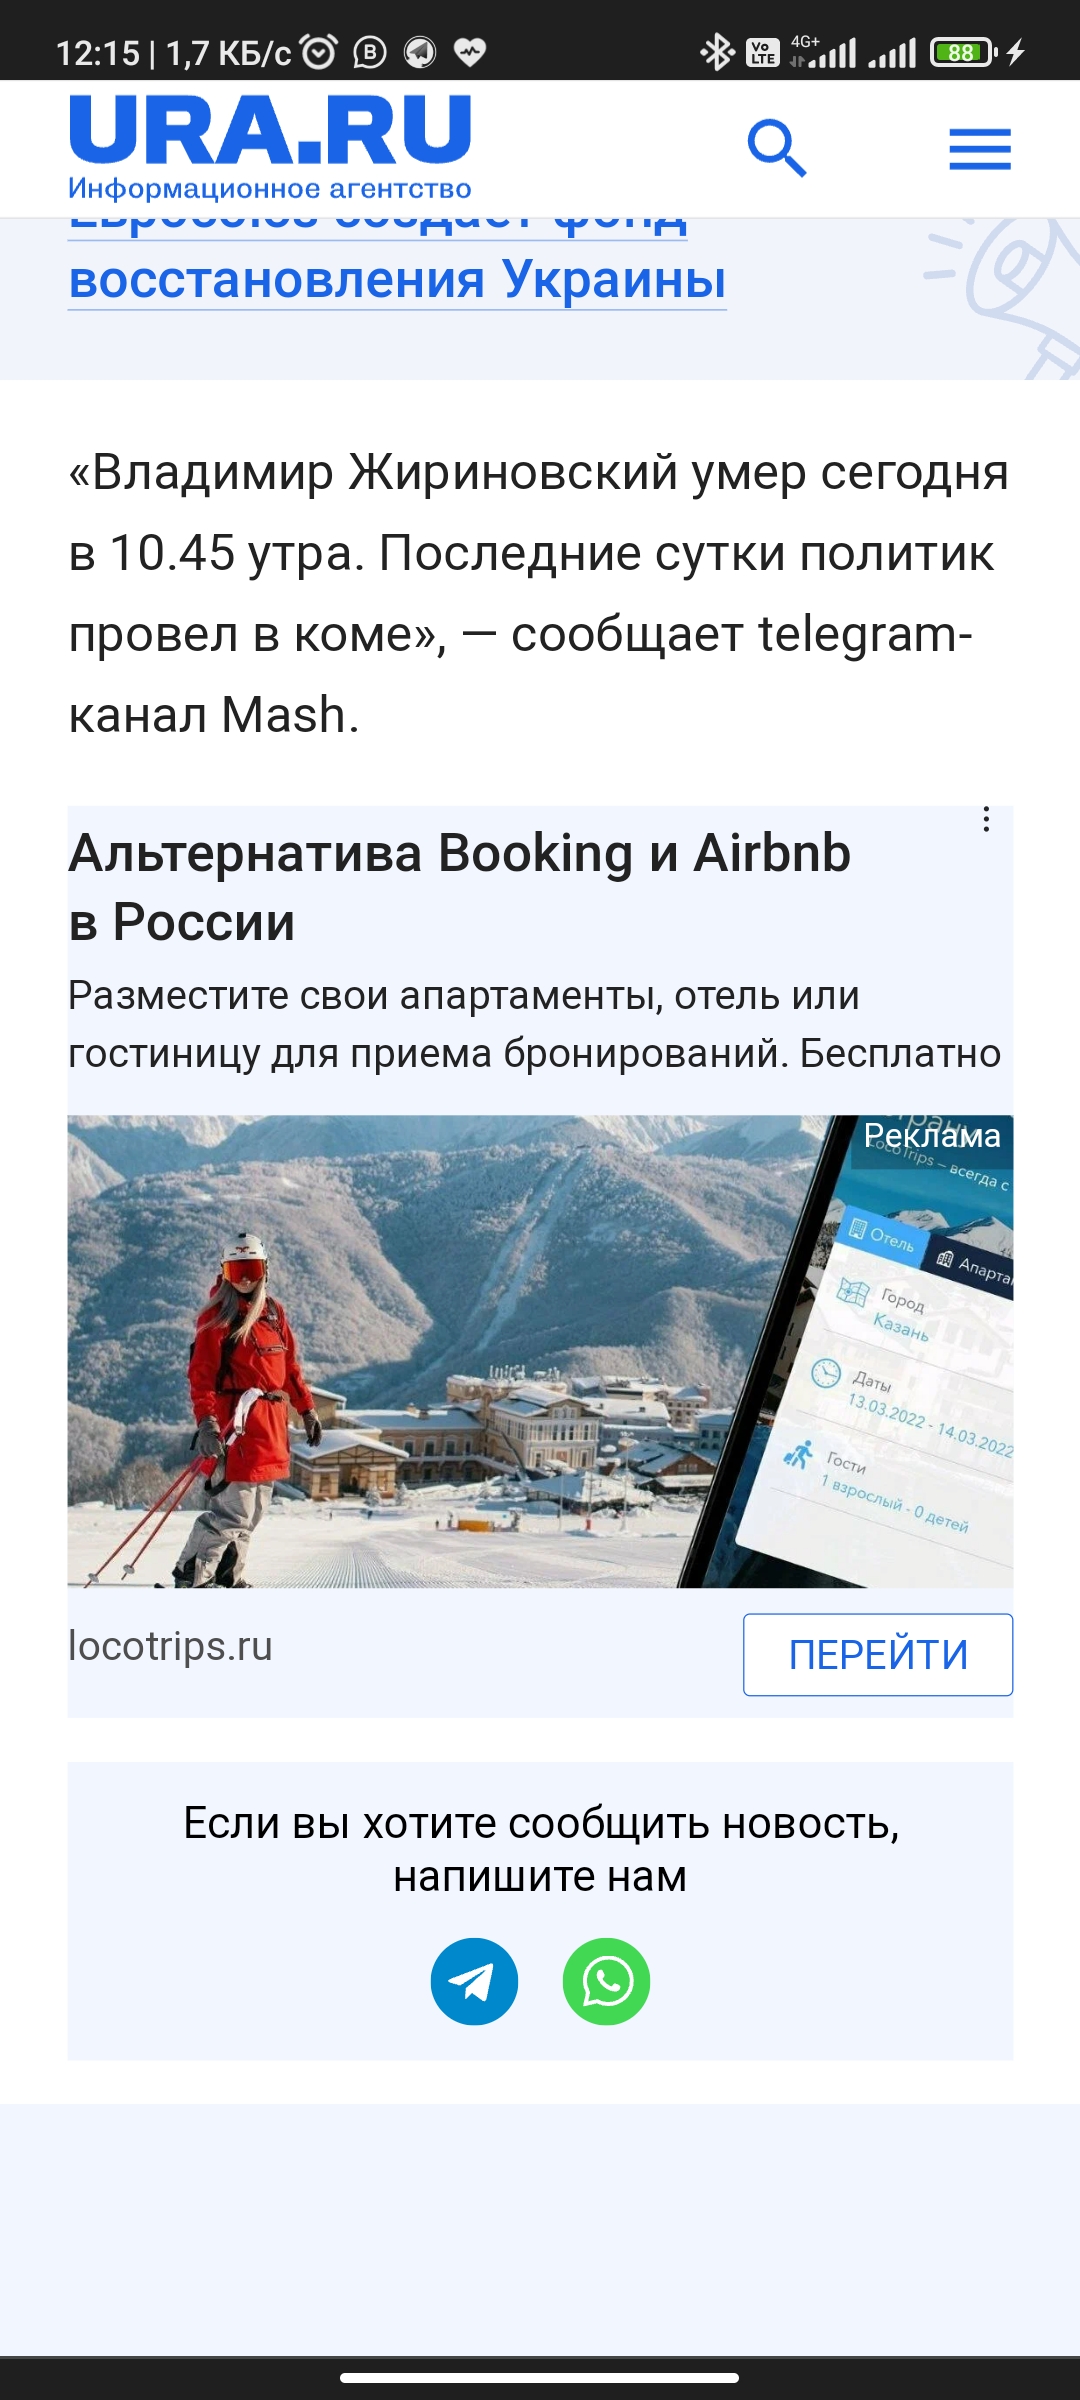 12:15 | 1,7 КБ/с
Vo LTE
4G+
88
URA.RU
Информационное агентство
Евросоюз создает фонд
восстановления Украины
«Владимир Жириновский умер сегодня
в 10.45 утра. Последние сутки политик
провел в коме», — сообщает telegram-
канал Mash.
Альтернатива Booking и Airbnb
в России
Разместите свои апартаменты, отель или
гостиницу для приема бронирований. Бесплатно
Реклама
LocoTrips – всегда с
Отель
Апарта
Город
Казань
Даты
13.03.2022 - 14.03.2022
Гости
1 взрослый - 0 детей
locotrips.ru
ПЕРЕЙТИ
Если вы хотите сообщить новость,
напишите нам